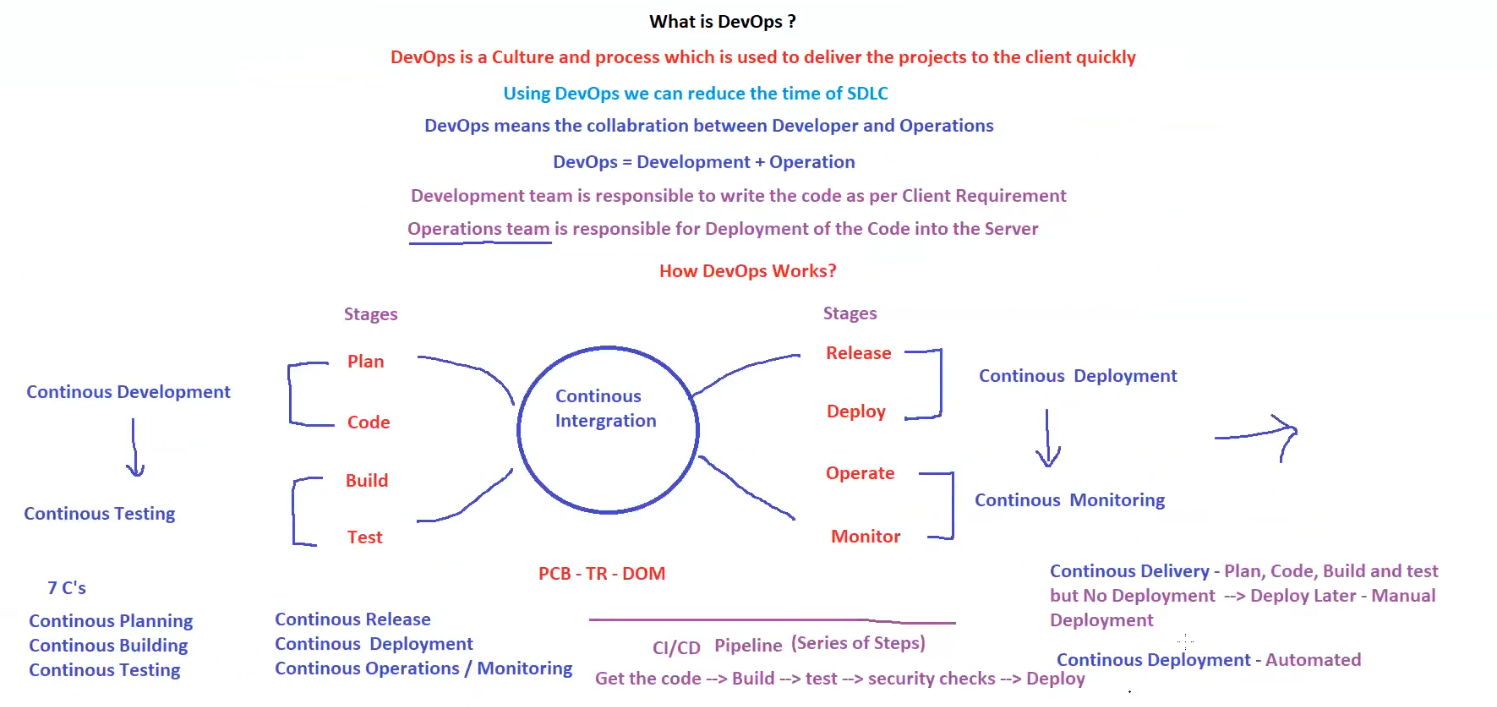 What is DevOps ?
DevOps is a Culture and process which is used to deliver the projects to the client quickly
Using DevOps we can reduce the time of SDLC
DevOps means the collabration between Developer and Operations
DevOps = Development + Operation
Development team is responsible to write the code as per Client Requirement
Operations team is responsible for Deployment of the Code into the Server
How DevOps Works?
Stages
Plan
Code
Build
Test
Continous Development
Continous Testing
Continous
Intergration
Stages
Release
Deploy
Operate
Monitor
Continous Deployment
Continous Monitoring
PCB - TR - DOM
7 C's
Continous Planning
Continous Building
Continous Testing
Continous Release
Continous Deployment
Continous Operations / Monitoring
CI/CD Pipeline (Series of Steps)
Get the code --> Build --> test --> security checks --> Deploy
Continous Delivery - Plan, Code, Build and test
but No Deployment --> Deploy Later - Manual
Deployment
Continous Deployment - Automated